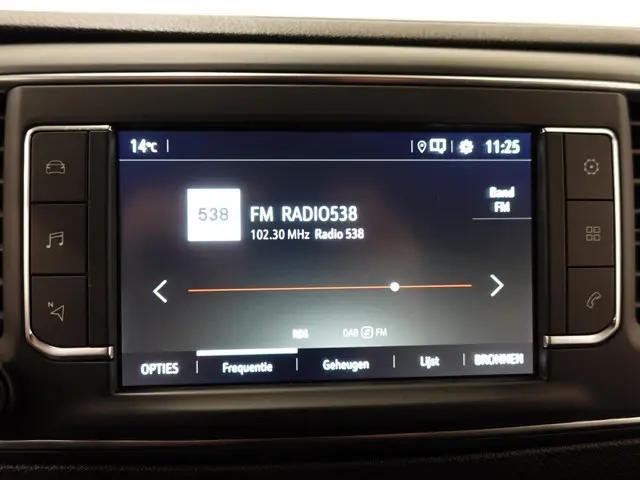 14°C
11:25
538
FM RADIO538
102.30 MHz Radio 538
Band
FM
N
RDS
DAB FM
OPTIES
Frequentie
Geheugen
Lijst
BRONNEN